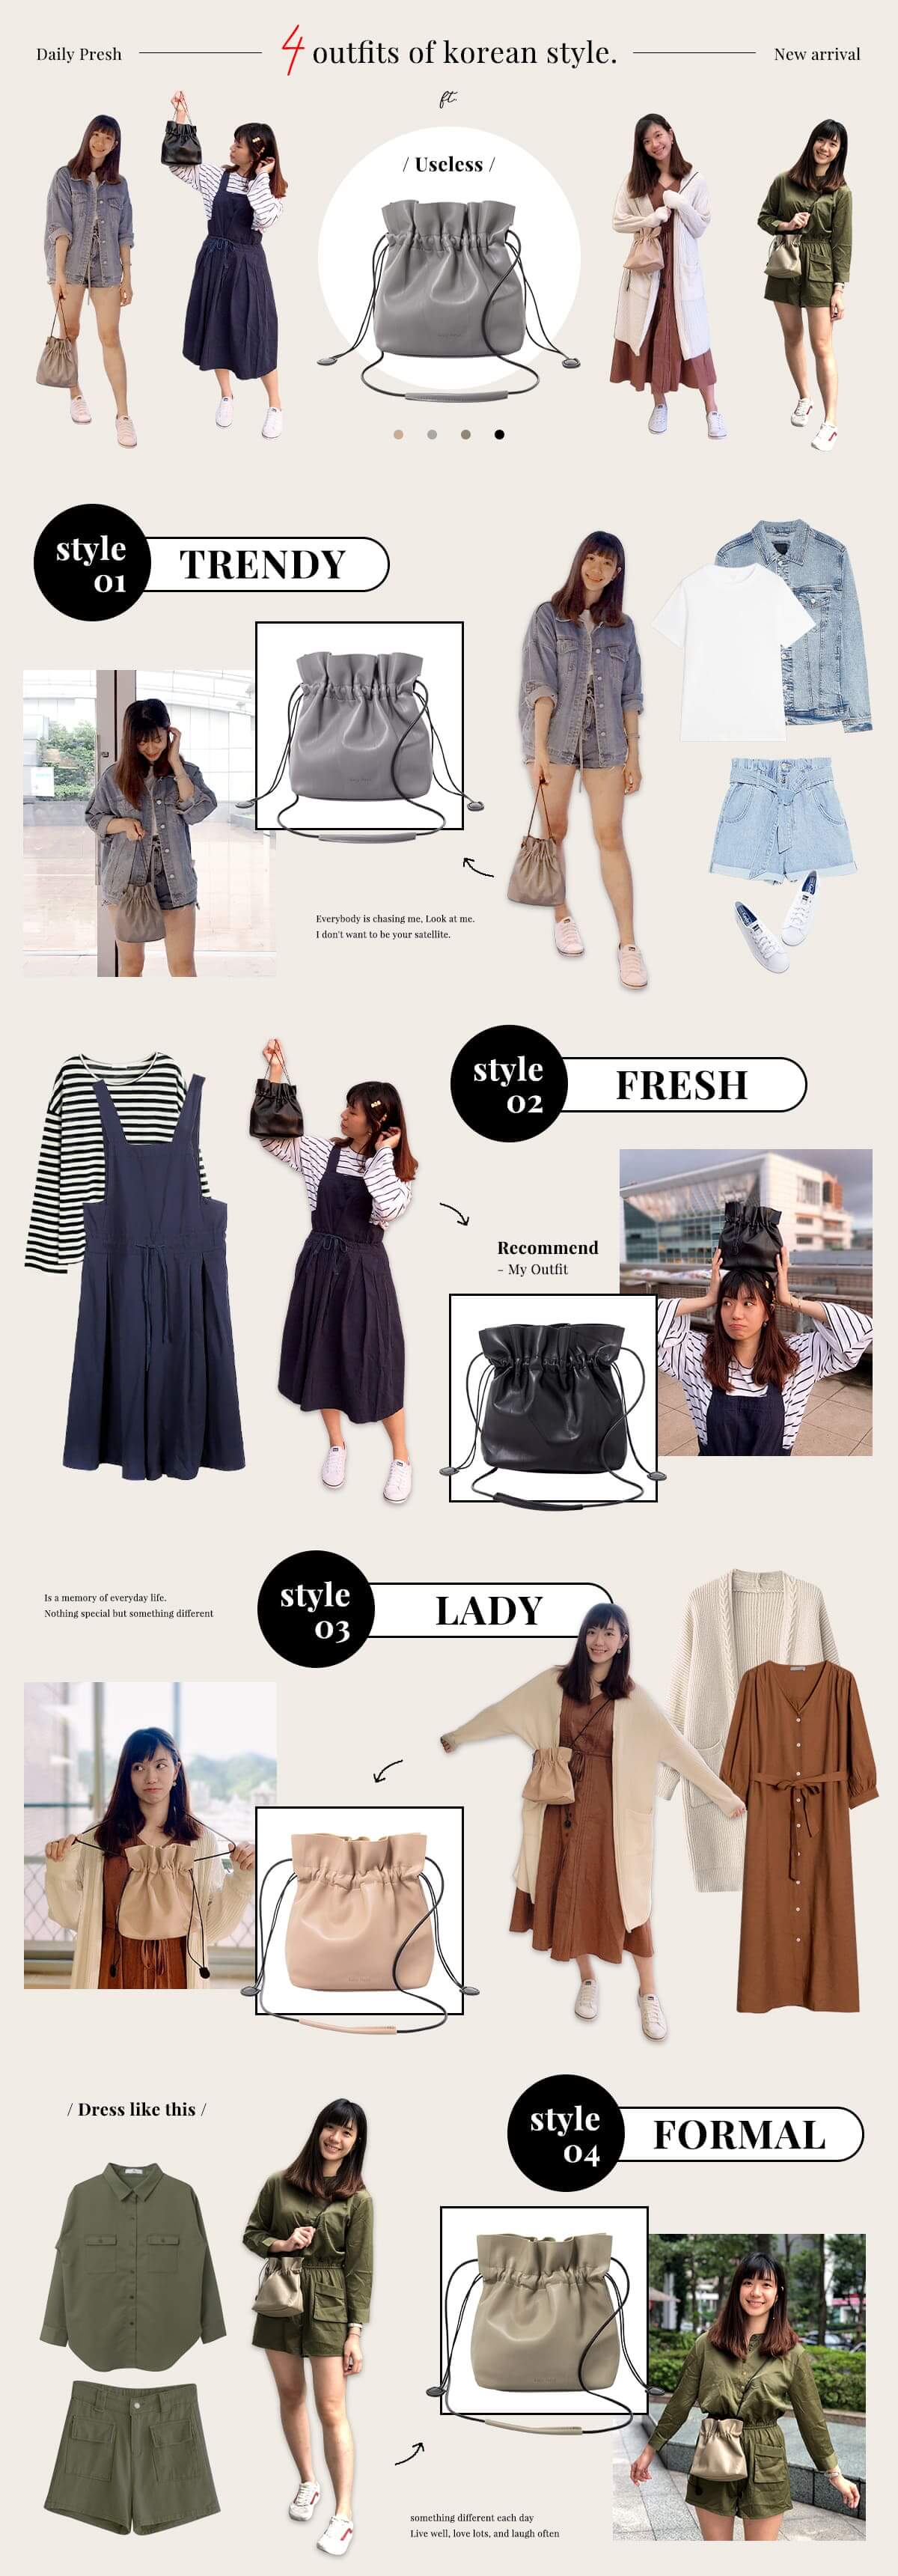 Daily Presh
4 outfits of korean style.
New arrival
ft.
/ Useless /
style
01
TRENDY
Everybody is chasing me, Look at me.
I don't want to be your satellite.
style
02
FRESH
Recommend
- My Outfit
Is a memory of everyday life.
Nothing special but something different
style
03
LADY
/ Dress like this /
style
04
FORMAL
something different each day
Live well, love lots, and laugh often